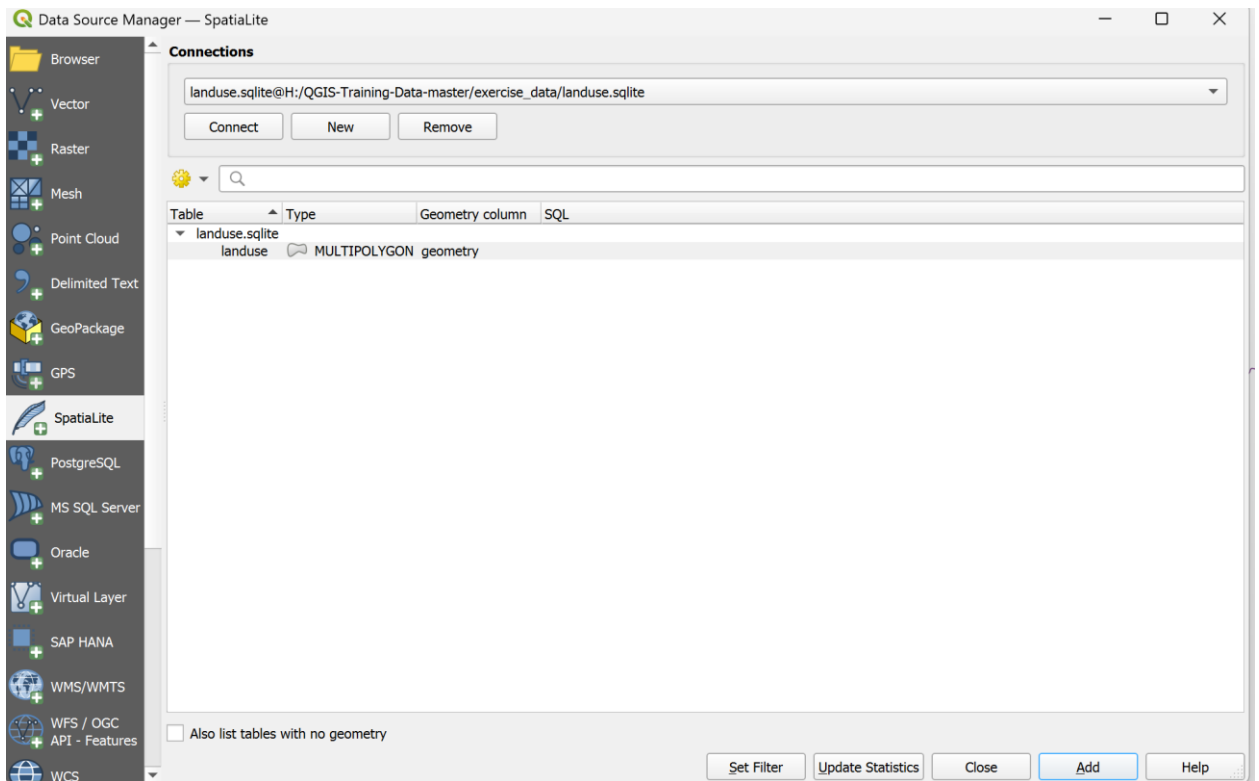 Data Source Manager — SpatiaLite
Browser
Vector
Raster
Mesh
Point Cloud
Delimited Text
GeoPackage
GPS
SpatiaLite
PostgreSQL
MS SQL Server
Oracle
Virtual Layer
SAP HANA
WMS/WMTS
WFS / OGC
API - Features
WCS
Connections
landuse.sqlite@H:/QGIS-Training-Data-master/exercise_data/landuse.sqlite
Connect New Remove
Table Type Geometry column SQL
landuse.sqlite
landuse MULTIPOLYGON geometry
Also list tables with no geometry
Set Filter Update Statistics Close Add Help